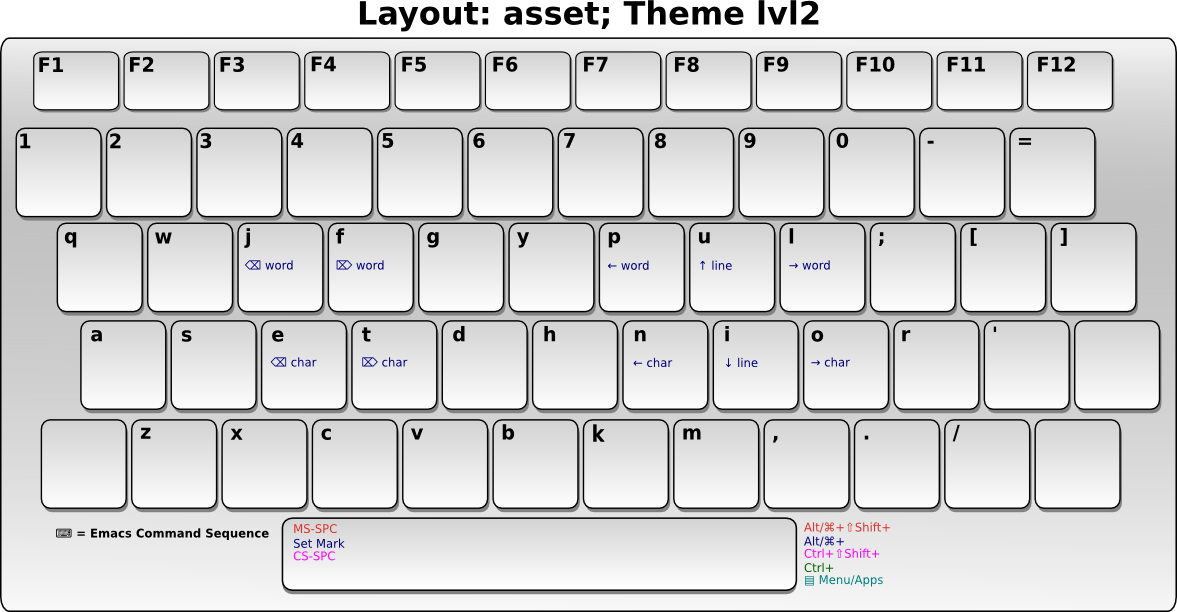 Layout: asset; Theme lvl2
F1 F2 F3 F4 F5 F6 F7 F8 F9 F10 F11 F12
1 2 3 4 5 6 7 8 9 0 - =
q w j f g y p u l ; [ ]
⌫ word ⌦ word ← word ↑ line → word
a s e t d h n i o r '
⌫ char ⌦ char ← char ↓ line → char
z x c v b k m , . /
⌨ = Emacs Command Sequence
MS-SPC
Set Mark
CS-SPC
Alt/⌘+⇧Shift+
Alt/⌘+
Ctrl+⇧Shift+
Ctrl+
▤ Menu/Apps